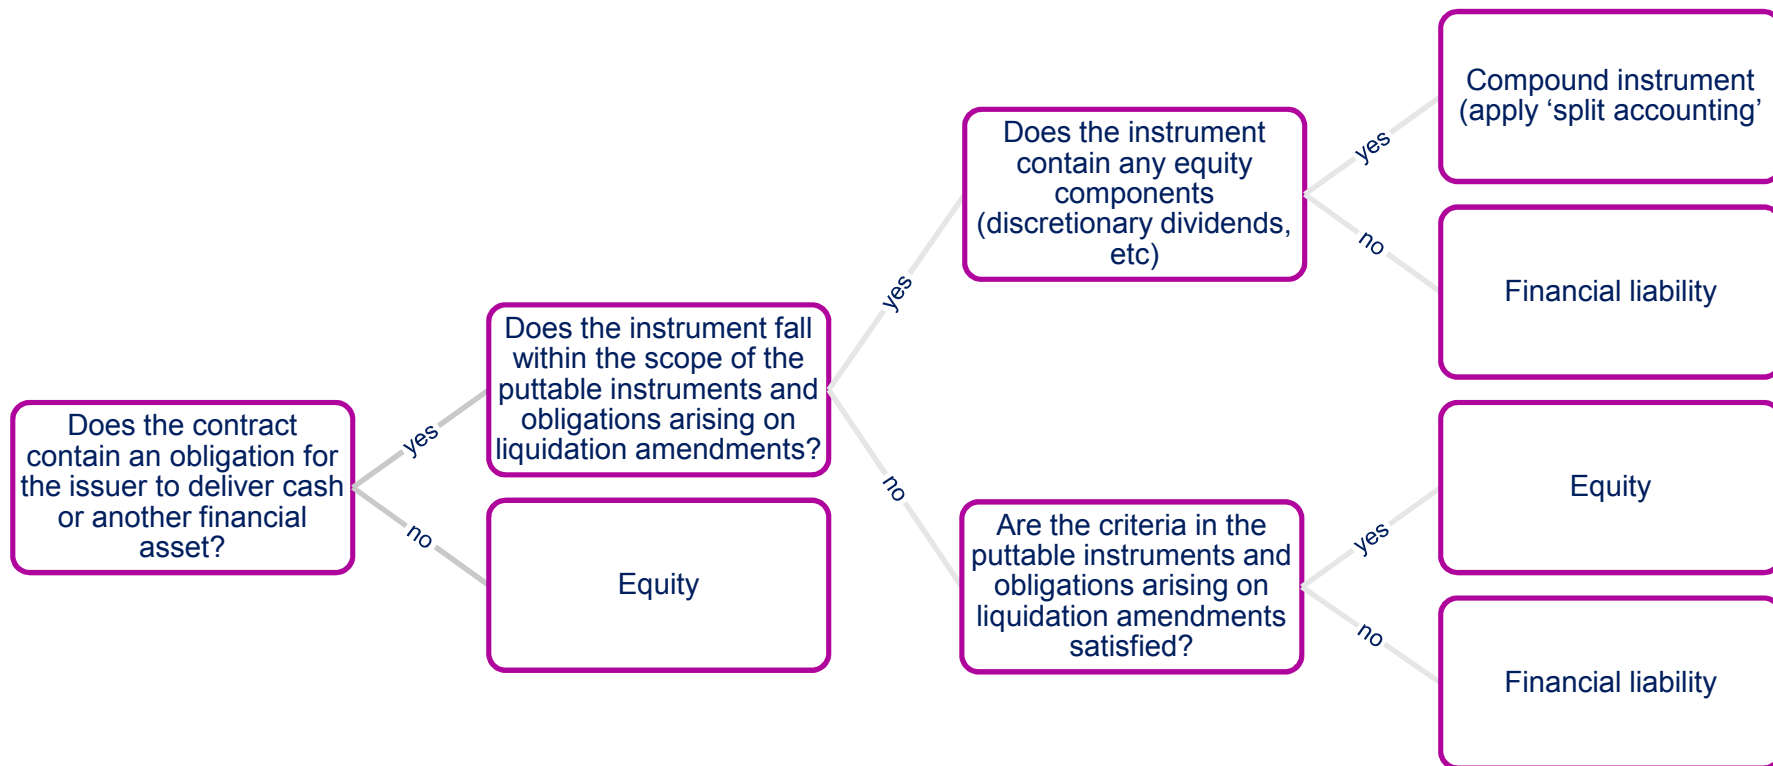 Does the contract
contain an obligation for
the issuer to deliver cash
or another financial
asset?
yes
no
Does the instrument fall
within the scope of the
puttable instruments and
obligations arising on
liquidation amendments?
Equity
yes
no
Does the instrument
contain any equity
components
(discretionary dividends,
etc)
yes
no
Compound instrument
(apply ‘split accounting’
Financial liability
Are the criteria in the
puttable instruments and
obligations arising on
liquidation amendments
satisfied?
yes
no
Equity
Financial liability